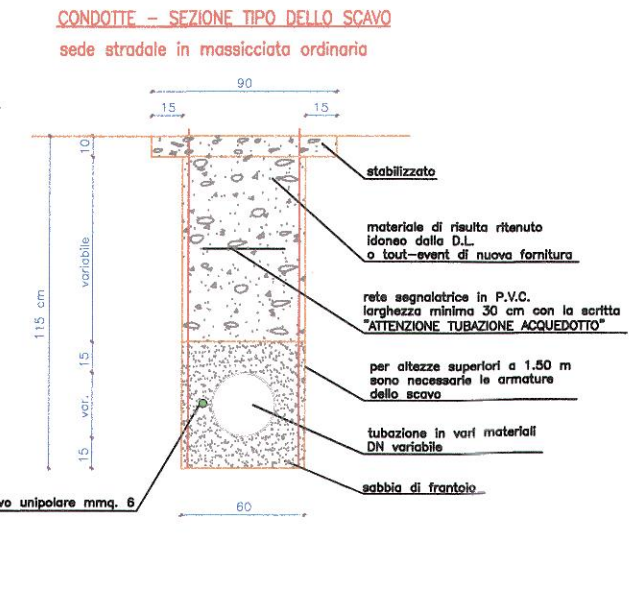 CONDOTTE – SEZIONE TIPO DELLO SCAVO
sede stradale in massicciata ordinaria
90
15
15
10
stabilizzato
materiale di risulta ritenuto
idoneo dalla D.L.
o tout-event di nuova fornitura
variabile
rete segnalatrice in P.V.C.
larghezza minima 30 cm con la scritta
"ATTENZIONE TUBAZIONE ACQUEDOTTO"
115 cm
15
per altezze superiori a 1.50 m
sono necessarie le armature
dello scavo
var.
tubazione in vari materiali
DN variabile
15
sabbia di frantoio
vo unipolare mmq. 6
60